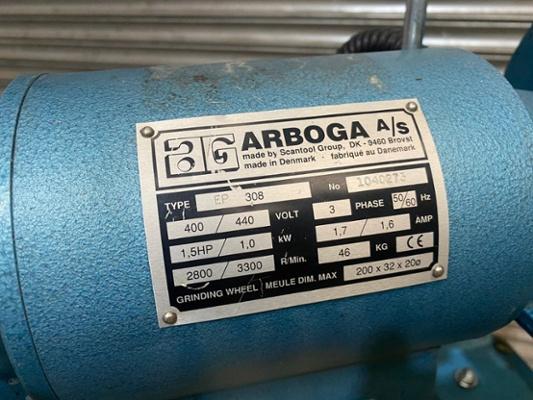 AG ARBOGA A/S
made by Scantool Group, DK - 9460 Brovst
made in Denmark · fabriqué au Danemark
TYPE EP 308 No 1040273
400 / 440 VOLT 3 PHASE 50/60 Hz
1,5HP / 1,0 kW 1,7 / 1,6 AMP
2800 / 3300 R/Min. 46 KG CE
GRINDING WHEEL / MEULE DIM. MAX 200 x 32 x 20ø